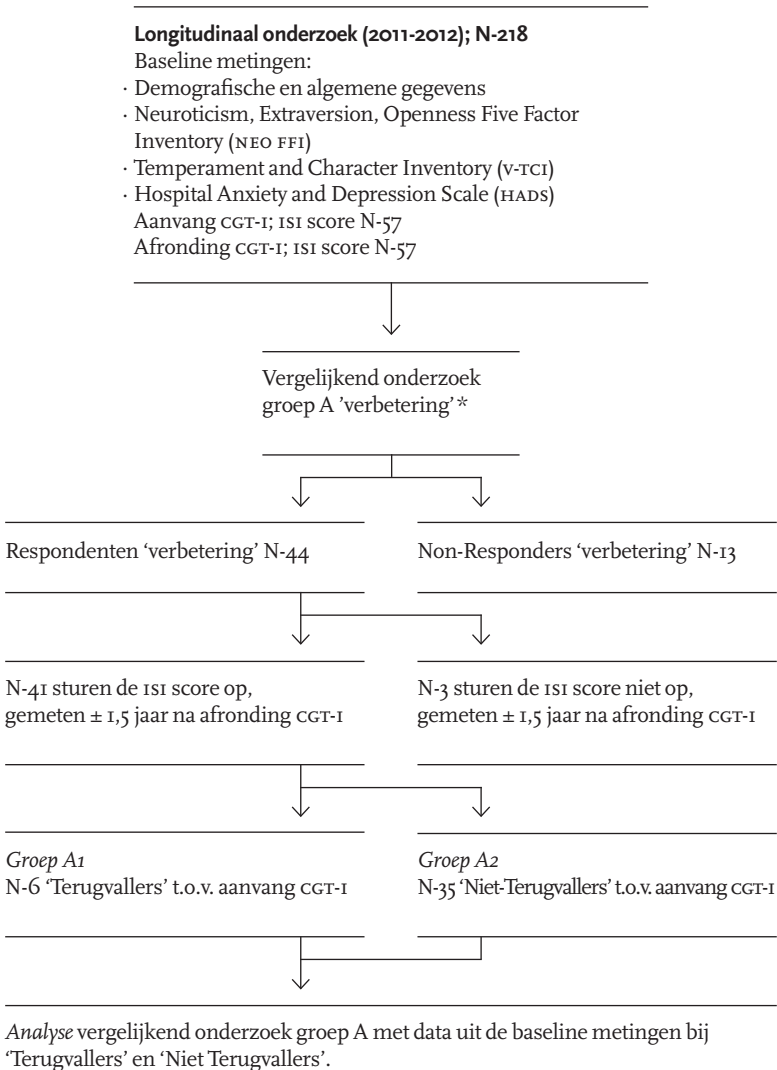 Longitudinaal onderzoek (2011-2012); N-218
Baseline metingen:
· Demografische en algemene gegevens
· Neuroticism, Extraversion, Openness Five Factor
Inventory (NEO FFI)
· Temperament and Character Inventory (V-TCI)
· Hospital Anxiety and Depression Scale (HADS)
Aanvang CGT-I; ISI score N-57
Afronding CGT-I; ISI score N-57
Vergelijkend onderzoek
groep A ’verbetering’*
Respondenten ‘verbetering’ N-44
Non-Responders ‘verbetering’ N-13
N-41 sturen de ISI score op,
gemeten ± 1,5 jaar na afronding CGT-I
N-3 sturen de ISI score niet op,
gemeten ± 1,5 jaar na afronding CGT-I
Groep A1
N-6 ‘Terugvallers’ t.o.v. aanvang CGT-I
Groep A2
N-35 ‘Niet-Terugvallers’ t.o.v. aanvang CGT-I
Analyse vergelijkend onderzoek groep A met data uit de baseline metingen bij
‘Terugvallers’ en ‘Niet Terugvallers’.